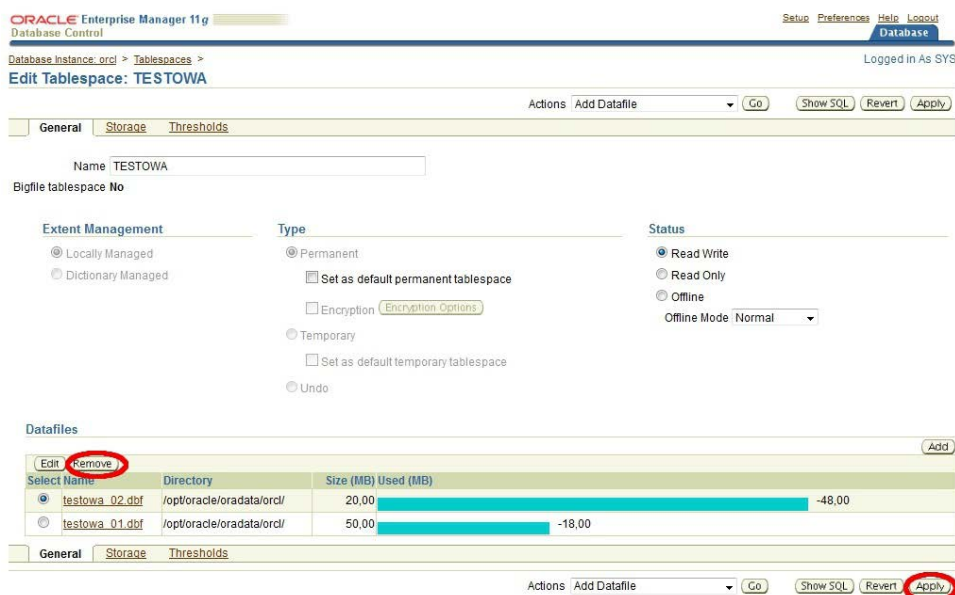 ORACLE Enterprise Manager 11g
Database Control
Setup Preferences Help Logout
Database
Database Instance: orcl > Tablespaces >
Logged in As SYS
Edit Tablespace: TESTOWA
Actions Add Datafile Go Show SQL Revert Apply
General Storage Thresholds
Name TESTOWA
Bigfile tablespace No
Extent Management
Locally Managed
Dictionary Managed
Type
Permanent
Set as default permanent tablespace
Encryption Encryption Options
Temporary
Set as default temporary tablespace
Undo
Status
Read Write
Read Only
Offline
Offline Mode Normal
Datafiles
Add
Edit Remove
Select Name Directory Size (MB) Used (MB)
testowa_02.dbf /opt/oracle/oradata/orcl/ 20,00 -48,00
testowa_01.dbf /opt/oracle/oradata/orcl/ 50,00 -18,00
General Storage Thresholds
Actions Add Datafile Go Show SQL Revert Apply